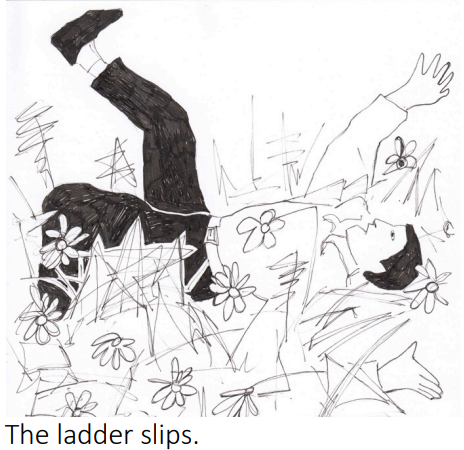 The ladder slips.